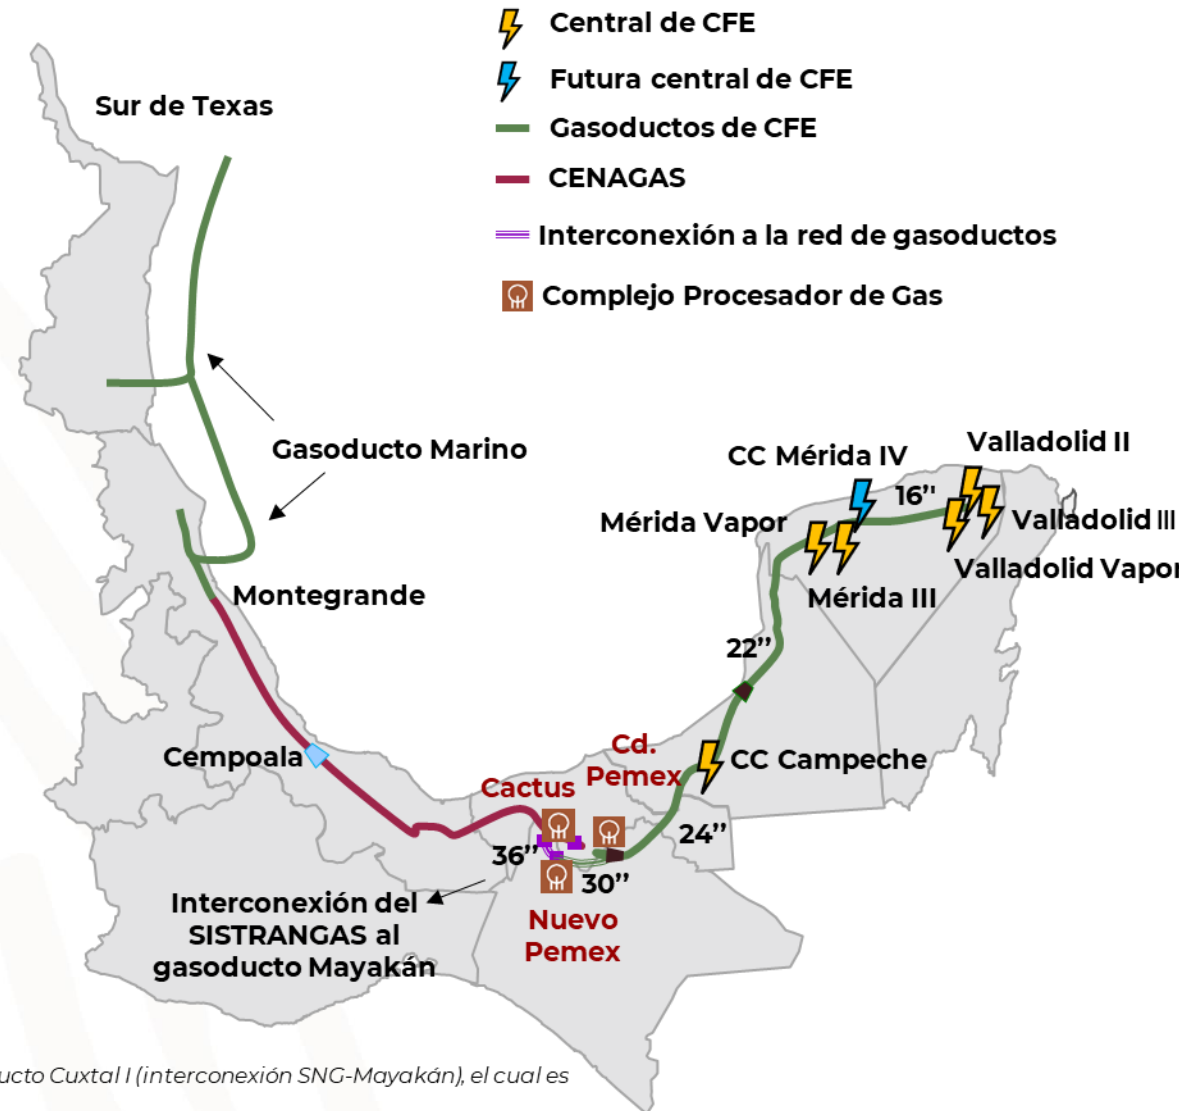 Central de CFE
Futura central de CFE
Gasoductos de CFE
CENAGAS
Interconexión a la red de gasoductos
Complejo Procesador de Gas
Sur de Texas
Gasoducto Marino
Valladolid II
CC Mérida IV
16''
Mérida Vapor
Valladolid III
Valladolid Vapor
Mérida III
Montegrande
22’’
Cempoala
Cd.
Pemex
CC Campeche
Cactus
24’’
36’’
30’’
Interconexión del
SISTRANGAS al
gasoducto Mayakán
Nuevo
Pemex
ucto Cuxtal I (interconexión SNG-Mayakán), el cual es